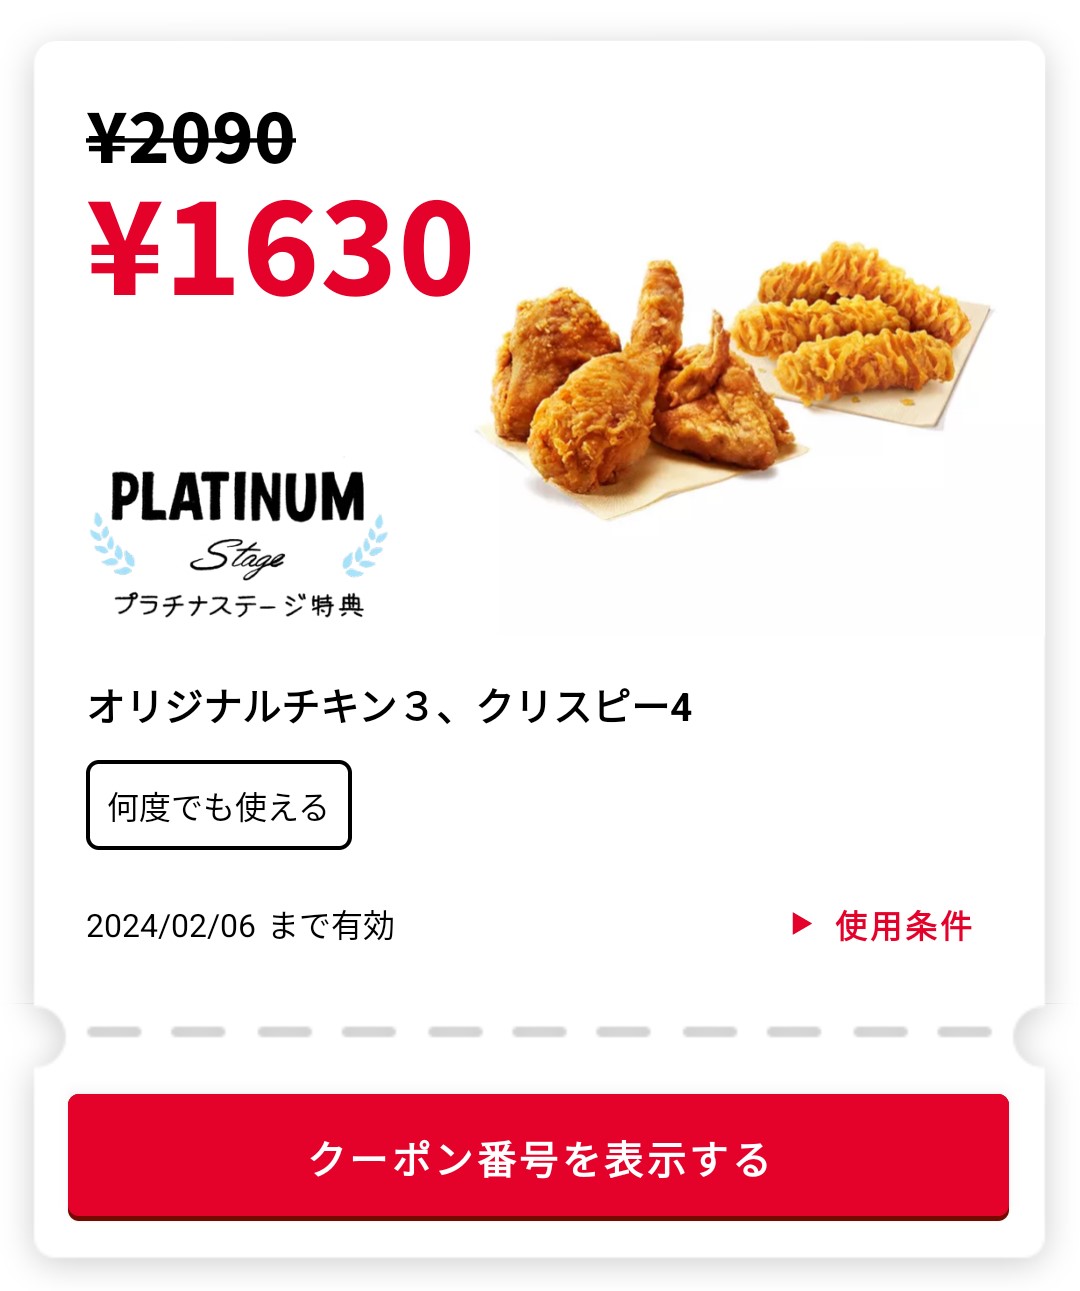 ¥2090
¥1630
PLATINUM
Stage
プラチナステージ特典
オリジナルチキン３、クリスピー4
何度でも使える
2024/02/06 まで有効
▶ 使用条件
クーポン番号を表示する